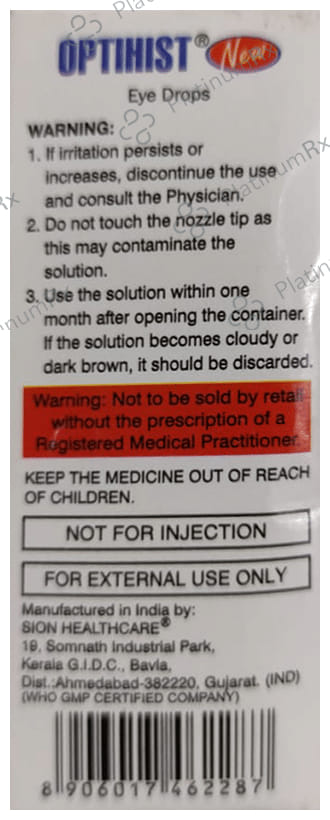 OPTIHIST® New
Eye Drops
WARNING:
1. If irritation persists or
increases, discontinue the use
and consult the Physician.
2. Do not touch the nozzle tip as
this may contaminate the
solution.
3. Use the solution within one
month after opening the container.
If the solution becomes cloudy or
dark brown, it should be discarded.
Warning: Not to be sold by retail
without the prescription of a
Registered Medical Practitioner.
KEEP THE MEDICINE OUT OF REACH
OF CHILDREN.
NOT FOR INJECTION
FOR EXTERNAL USE ONLY
Manufactured in India by:
SION HEALTHCARE®
19, Somnath Industrial Park,
Kerala G.I.D.C., Bavla,
Dist.:Ahmedabad-382220, Gujarat. (IND)
(WHO GMP CERTIFIED COMPANY)
8 906017 462287
PlatinumRx